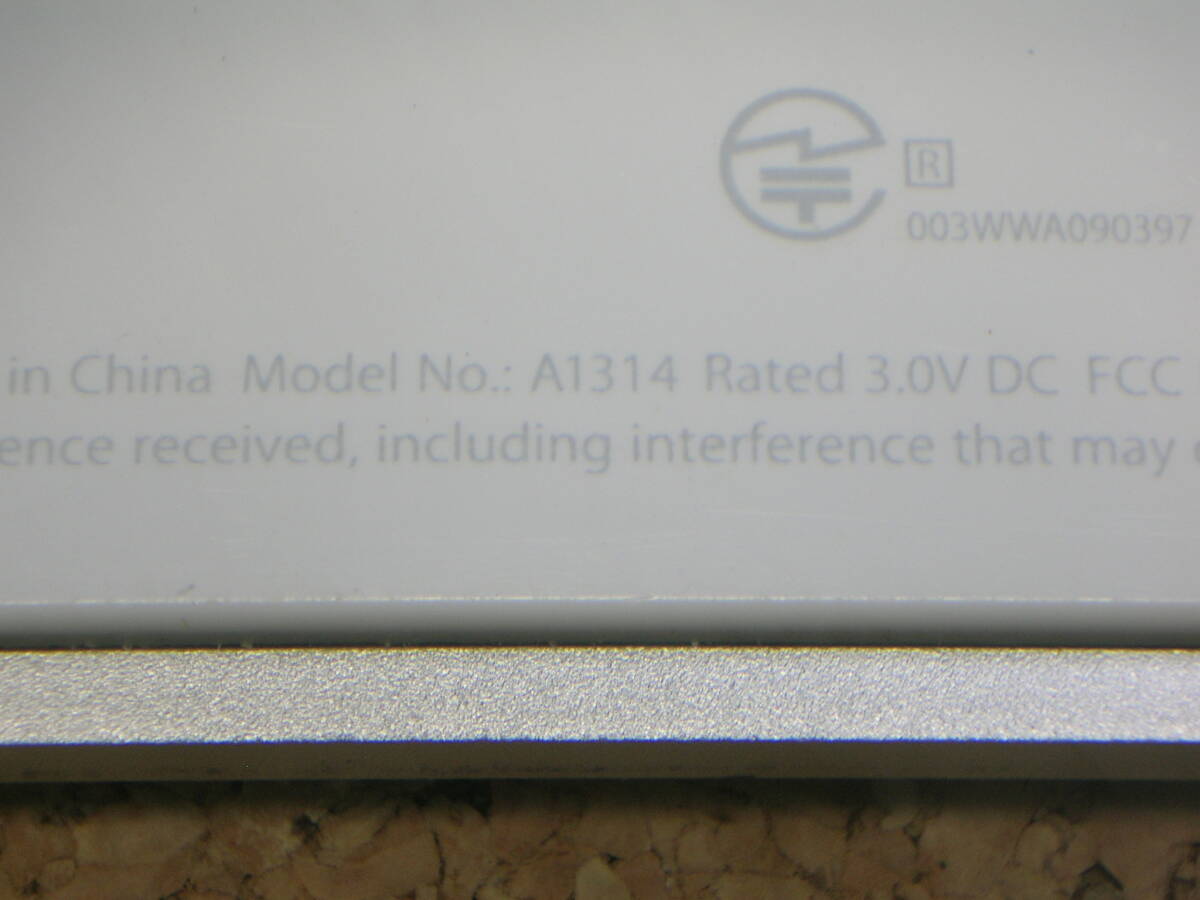 R
003WWA090397
in China Model No.: A1314 Rated 3.0V DC FCC
ence received, including interference that may